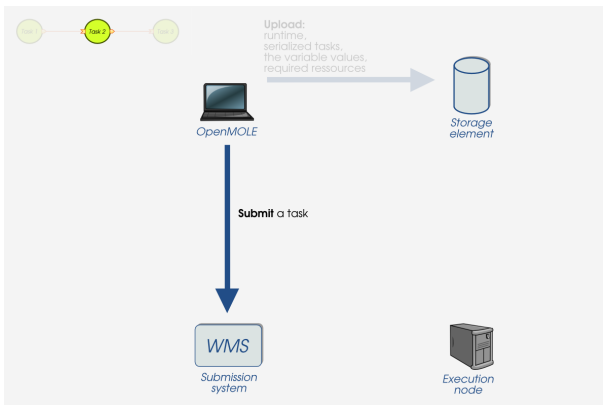 Task 1
Task 2
Task 3
Upload:
runtime,
serialized tasks,
the variable values,
required ressources
OpenMOLE
Storage
element
Submit a task
WMS
Submission
system
Execution
node